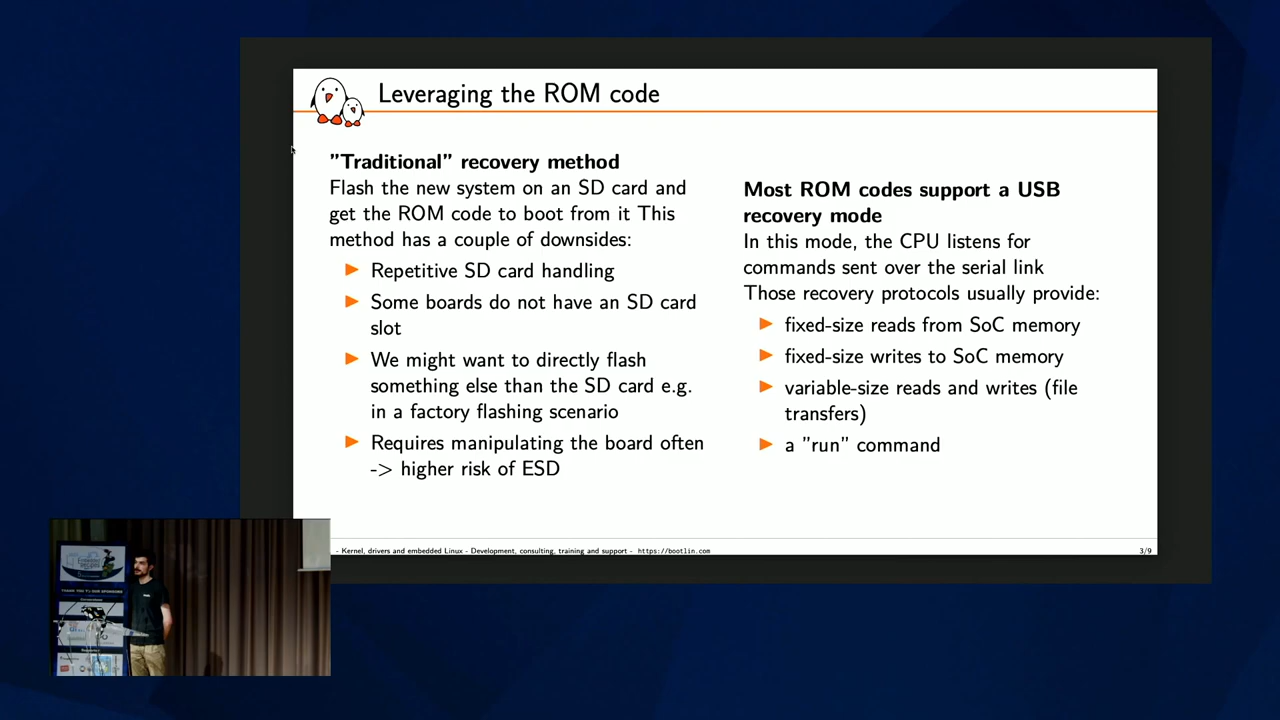 Leveraging the ROM code
"Traditional" recovery method
Flash the new system on an SD card and
get the ROM code to boot from it This
method has a couple of downsides:
Repetitive SD card handling
Some boards do not have an SD card
slot
We might want to directly flash
something else than the SD card e.g.
in a factory flashing scenario
Requires manipulating the board often
-> higher risk of ESD
Most ROM codes support a USB
recovery mode
In this mode, the CPU listens for
commands sent over the serial link
Those recovery protocols usually provide:
fixed-size reads from SoC memory
fixed-size writes to SoC memory
variable-size reads and writes (file
transfers)
a "run" command
- Kernel, drivers and embedded Linux - Development, consulting, training and support - https://bootlin.com
3/9